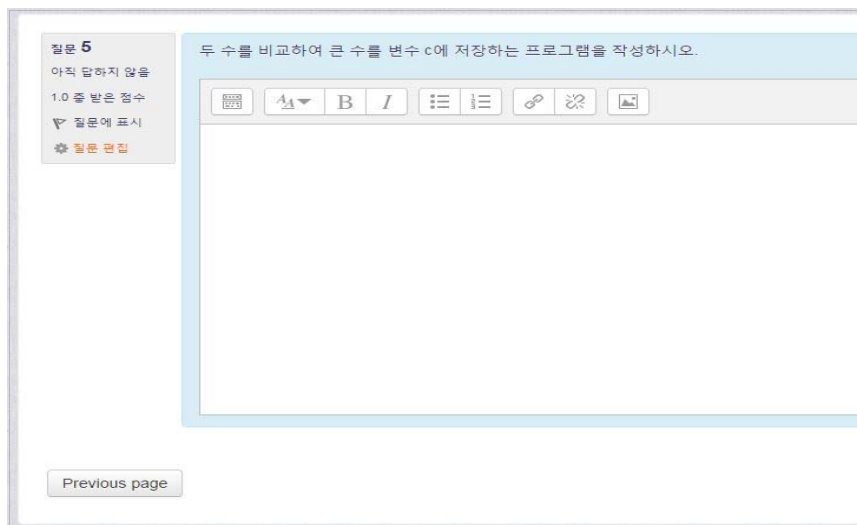 질문 5
아직 답하지 않음
1.0 중 받은 점수
질문에 표시
질문 편집
두 수를 비교하여 큰 수를 변수 c에 저장하는 프로그램을 작성하시오.
B I
Previous page